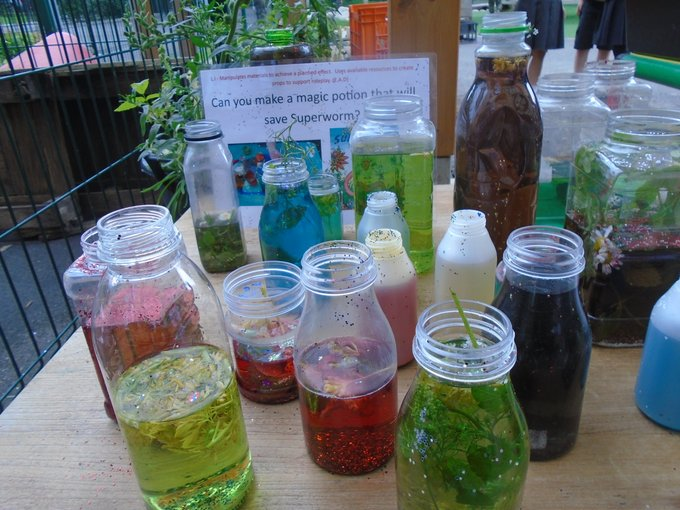 LI - Manipulates materials to achieve a planned effect. Uses available resources to create
props to support roleplay (E.A.D)
Can you make a magic potion that will
save Superworm?